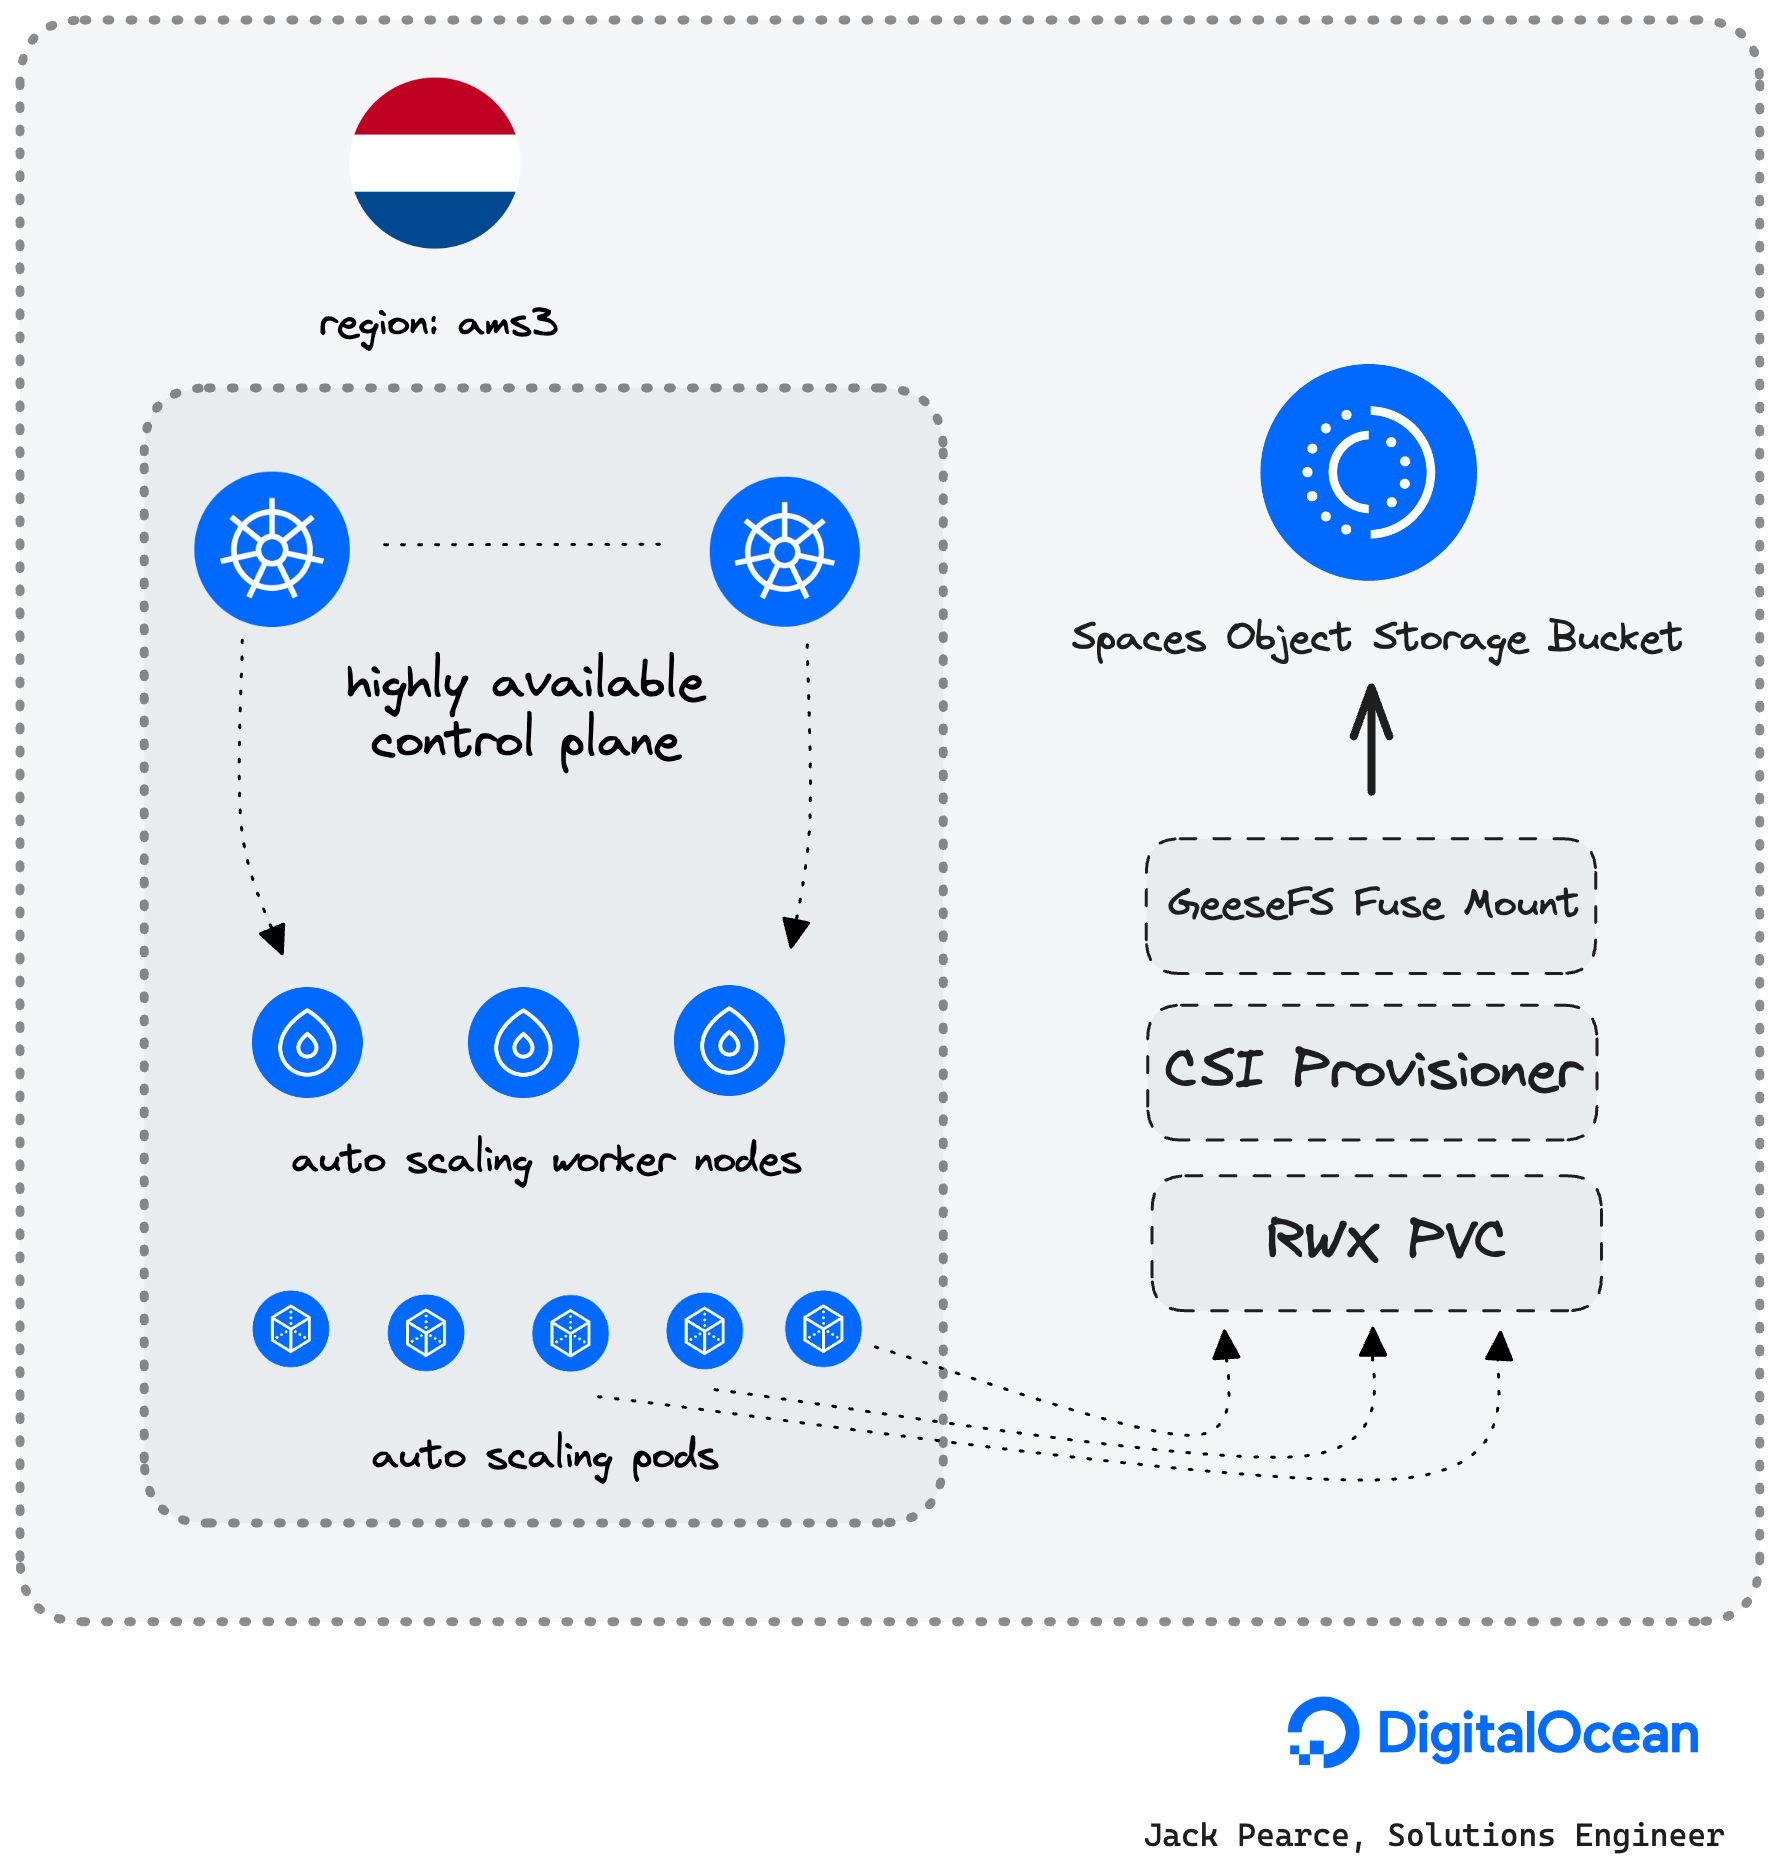 region: ams3
highly available
control plane
auto scaling worker nodes
auto scaling pods
Spaces Object Storage Bucket
GeeseFS Fuse Mount
CSI Provisioner
RWX PVC
DigitalOcean
Jack Pearce, Solutions Engineer